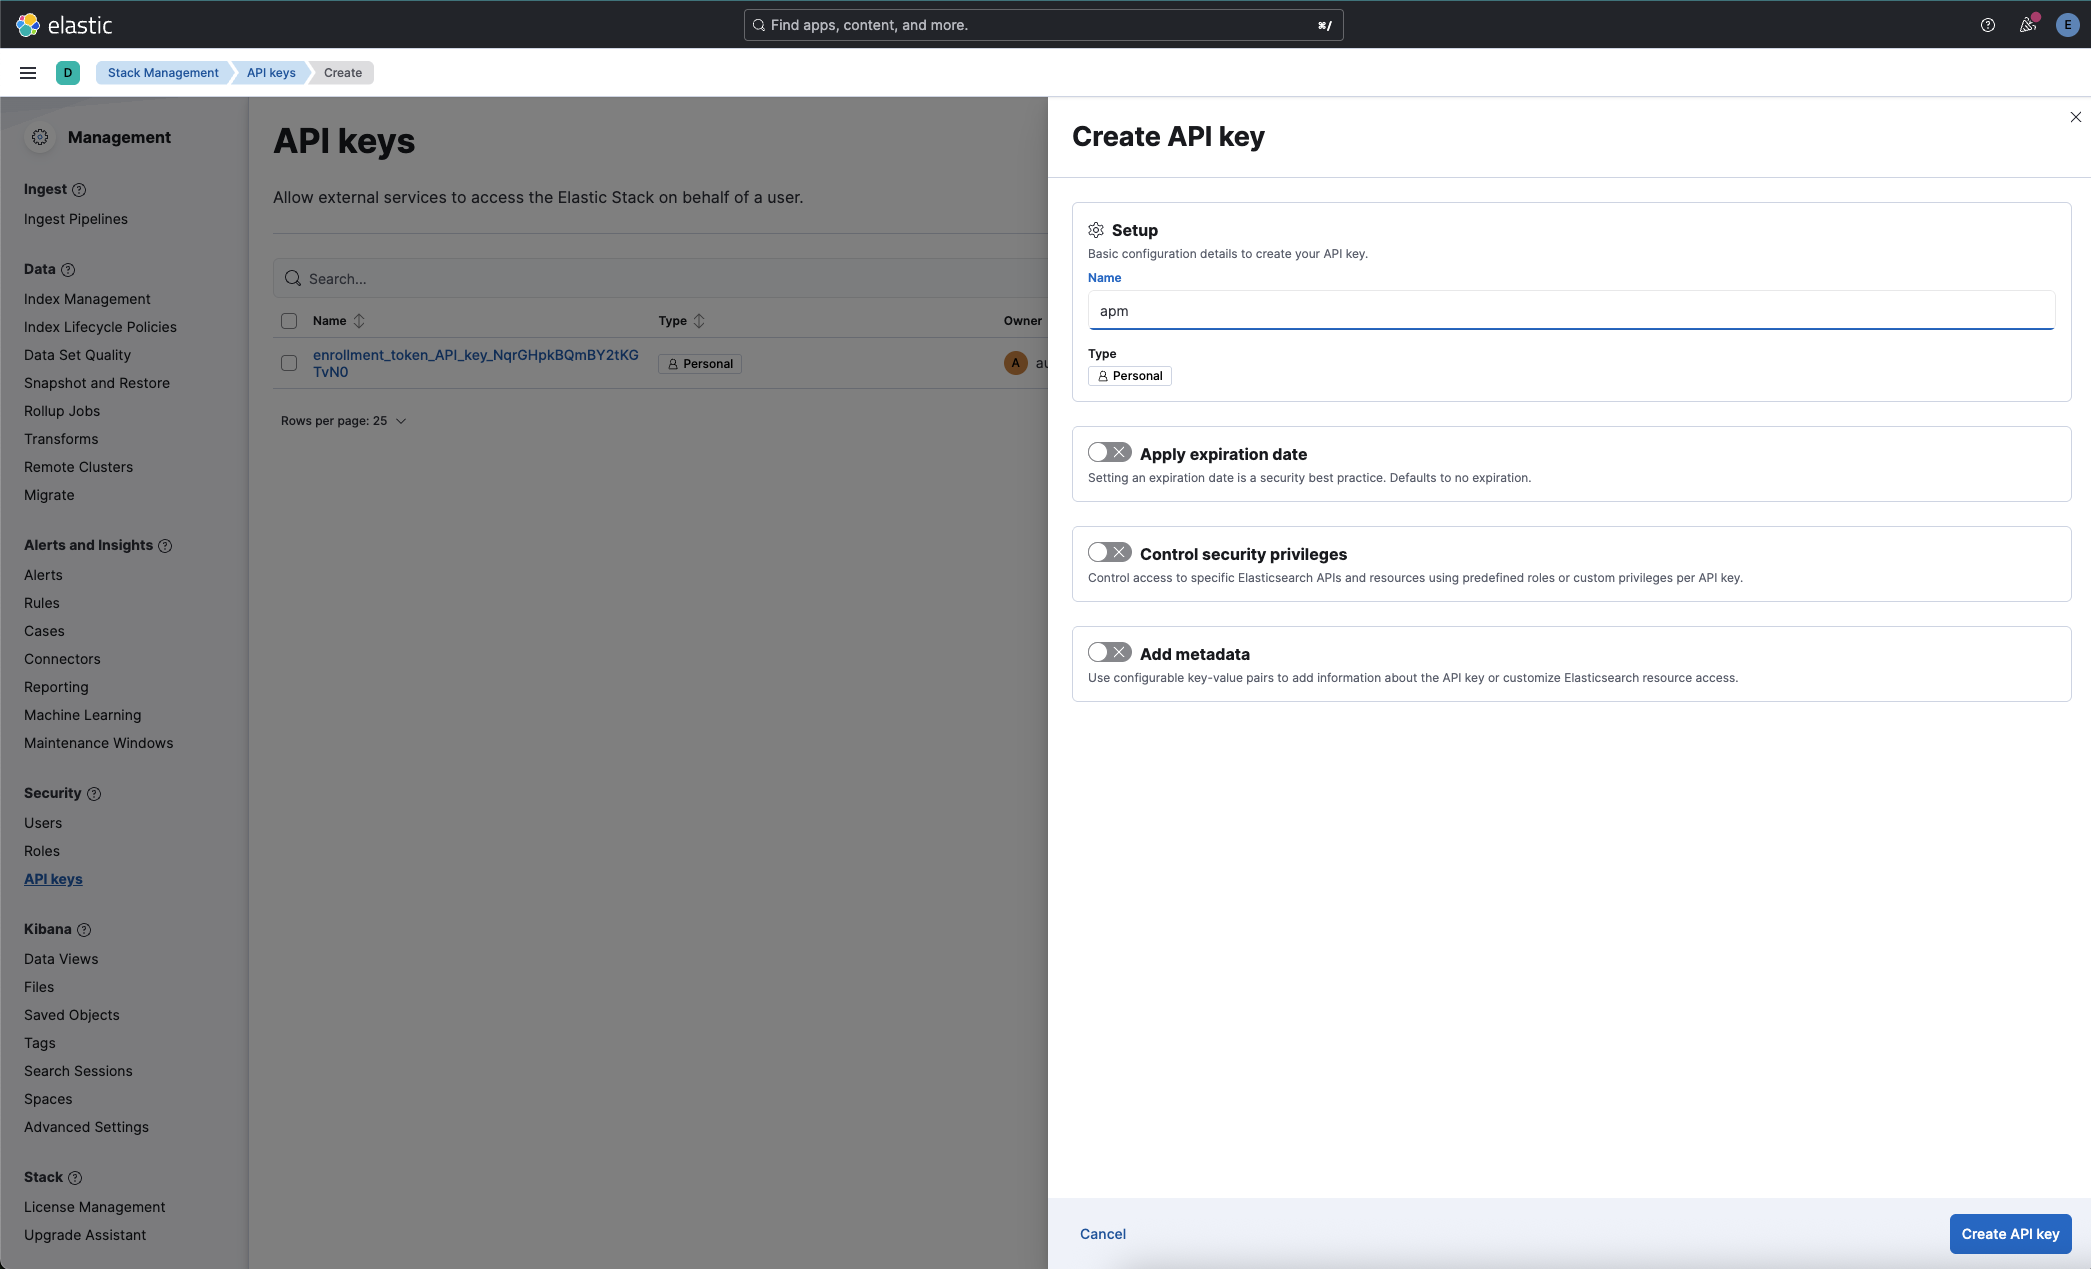 elastic
Find apps, content, and more.
⌘/
E
D
Stack Management
API keys
Create
Management
Ingest
Ingest Pipelines
Data
Index Management
Index Lifecycle Policies
Data Set Quality
Snapshot and Restore
Rollup Jobs
Transforms
Remote Clusters
Migrate
Alerts and Insights
Alerts
Rules
Cases
Connectors
Reporting
Machine Learning
Maintenance Windows
Security
Users
Roles
API keys
Kibana
Data Views
Files
Saved Objects
Tags
Search Sessions
Spaces
Advanced Settings
Stack
License Management
Upgrade Assistant
API keys
Allow external services to access the Elastic Stack on behalf of a user.
Search...
Name
Type
Owner
enrollment_token_API_key_NqrGHpkBQmBY2tKG
TvN0
Personal
A
au
Rows per page: 25
Create API key
Setup
Basic configuration details to create your API key.
Name
apm
Type
Personal
Apply expiration date
Setting an expiration date is a security best practice. Defaults to no expiration.
Control security privileges
Control access to specific Elasticsearch APIs and resources using predefined roles or custom privileges per API key.
Add metadata
Use configurable key-value pairs to add information about the API key or customize Elasticsearch resource access.
Cancel
Create API key